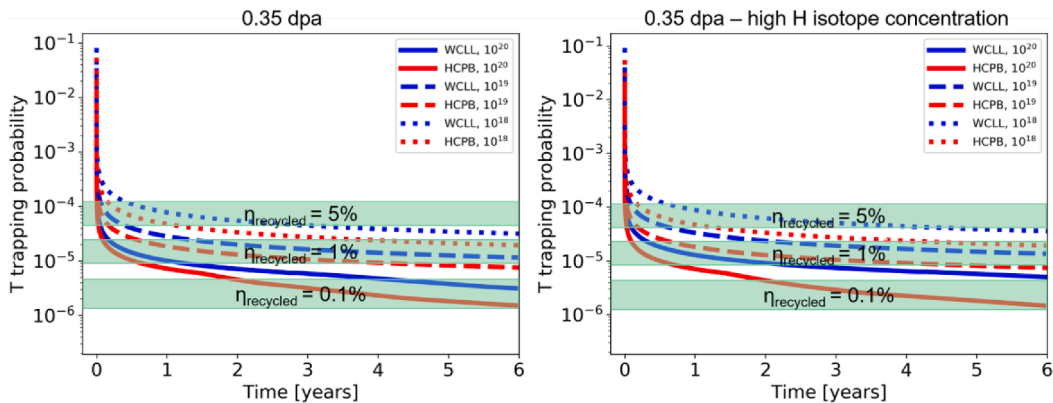 0.35 dpa
10⁻¹
10⁻²
10⁻³
10⁻⁴
10⁻⁵
10⁻⁶
T trapping probability
WCLL, 10²⁰
HCPB, 10²⁰
WCLL, 10¹⁹
HCPB, 10¹⁹
WCLL, 10¹⁸
HCPB, 10¹⁸
ηrecycled = 5%
ηrecycled = 1%
ηrecycled = 0.1%
0 1 2 3 4 5 6
Time [years]
0.35 dpa – high H isotope concentration
10⁻¹
10⁻²
10⁻³
10⁻⁴
10⁻⁵
10⁻⁶
T trapping probability
WCLL, 10²⁰
HCPB, 10²⁰
WCLL, 10¹⁹
HCPB, 10¹⁹
WCLL, 10¹⁸
HCPB, 10¹⁸
ηrecycled = 5%
ηrecycled = 1%
ηrecycled = 0.1%
0 1 2 3 4 5 6
Time [years]